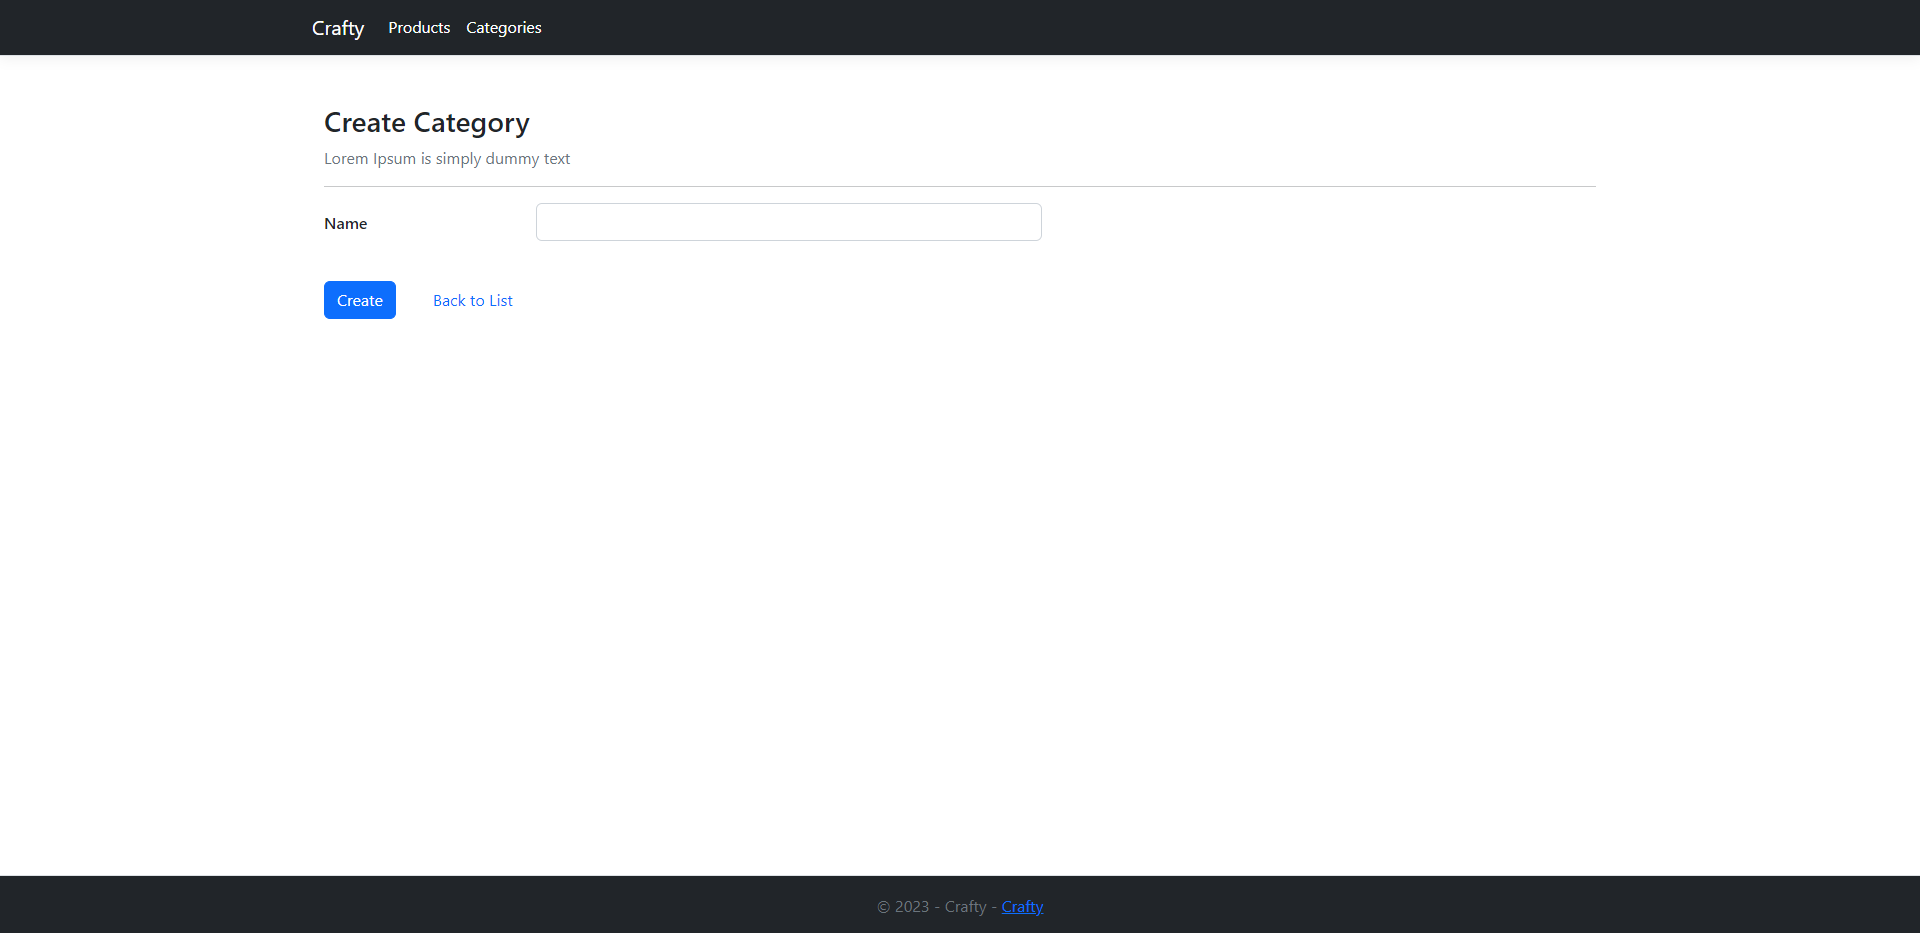 Crafty Products Categories
Create Category
Lorem Ipsum is simply dummy text
Name
Create Back to List
© 2023 - Crafty - Crafty